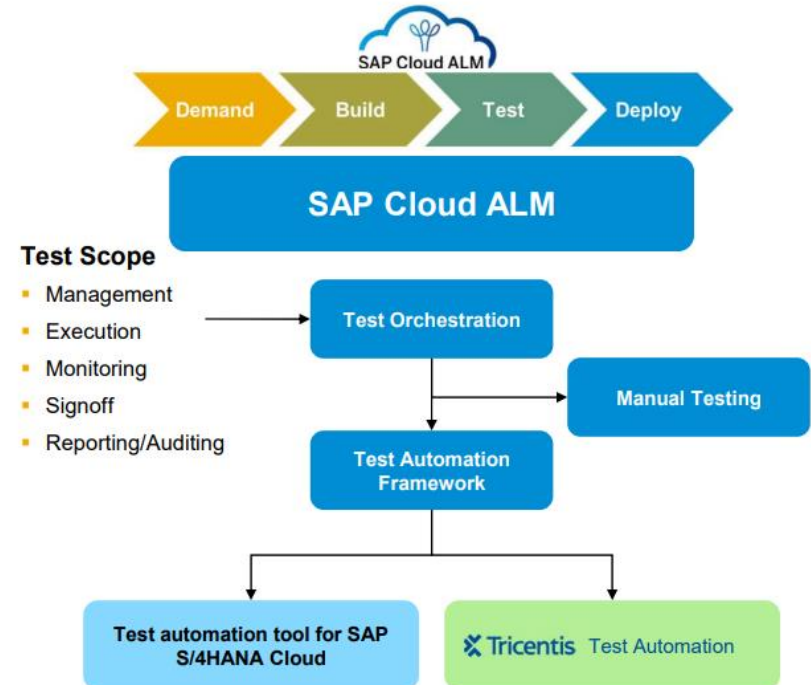 SAP Cloud ALM
Demand
Build
Test
Deploy
SAP Cloud ALM
Test Scope
▪ Management
▪ Execution
▪ Monitoring
▪ Signoff
▪ Reporting/Auditing
Test Orchestration
Manual Testing
Test Automation
Framework
Test automation tool for SAP
S/4HANA Cloud
Tricentis Test Automation